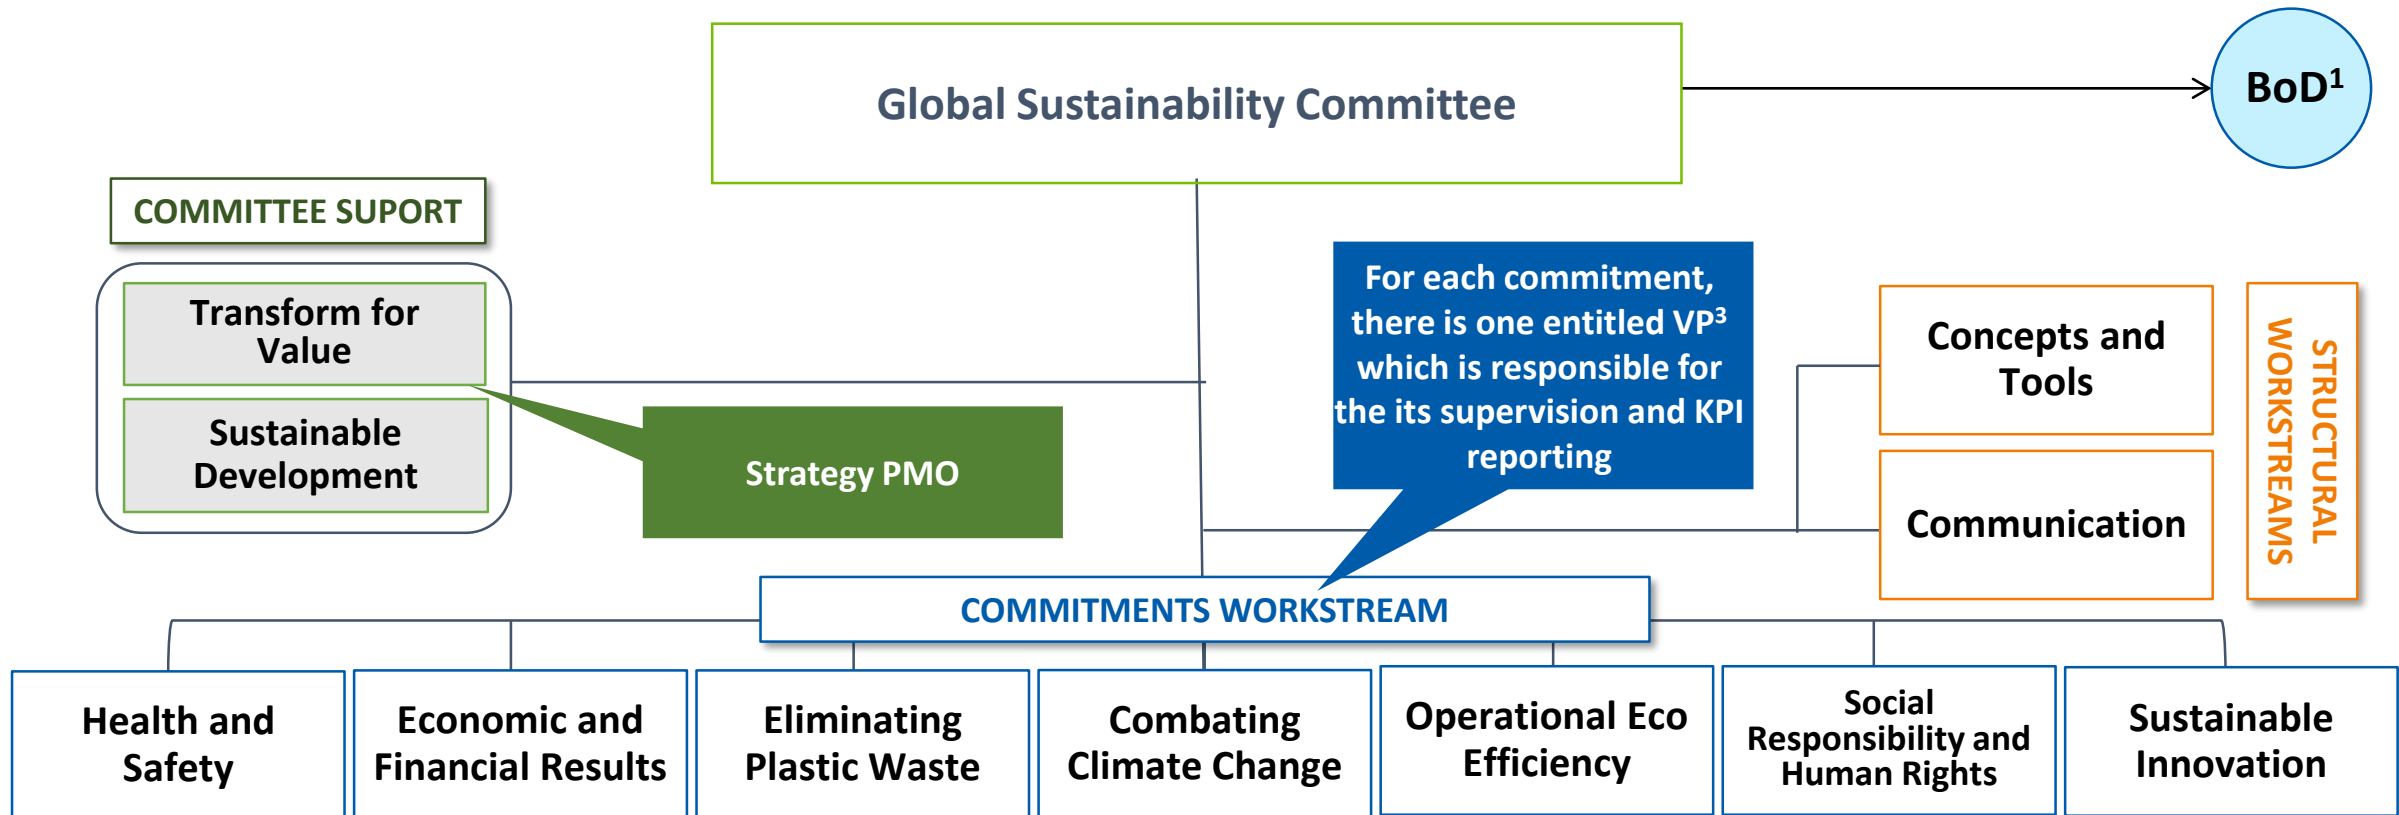 Global Sustainability Committee
BoD¹
COMMITTEE SUPORT
Transform for
Value
Sustainable
Development
Strategy PMO
For each commitment,
there is one entitled VP³
which is responsible for
the its supervision and KPI
reporting
Concepts and
Tools
Communication
STRUCTURAL
WORKSTREAMS
COMMITMENTS WORKSTREAM
Health and
Safety
Economic and
Financial Results
Eliminating
Plastic Waste
Combating
Climate Change
Operational Eco
Efficiency
Social
Responsibility and
Human Rights
Sustainable
Innovation